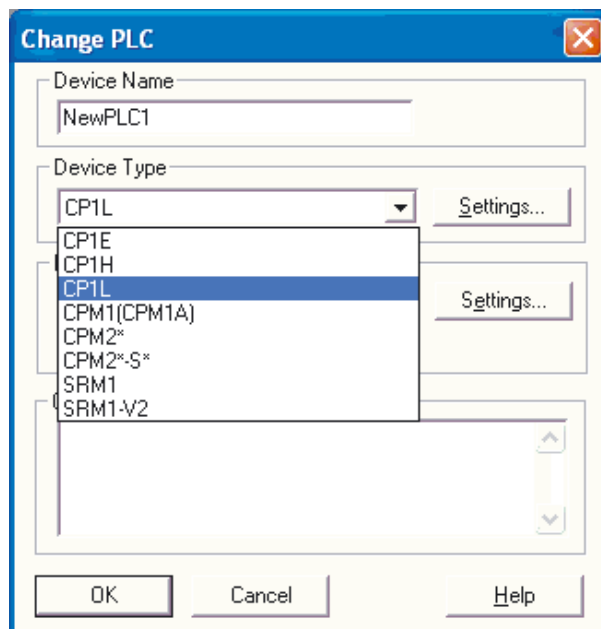 Change PLC
Device Name
NewPLC1
Device Type
CP1L
Settings...
CP1E
CP1H
CP1L
Settings...
CPM1(CPM1A)
CPM2*
CPM2*-S*
SRM1
SRM1-V2
OK
Cancel
Help